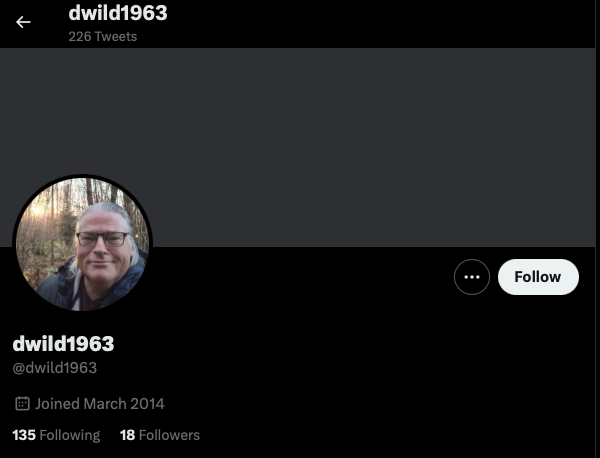 dwild1963
226 Tweets
Follow
dwild1963
@dwild1963
Joined March 2014
135 Following 18 Followers